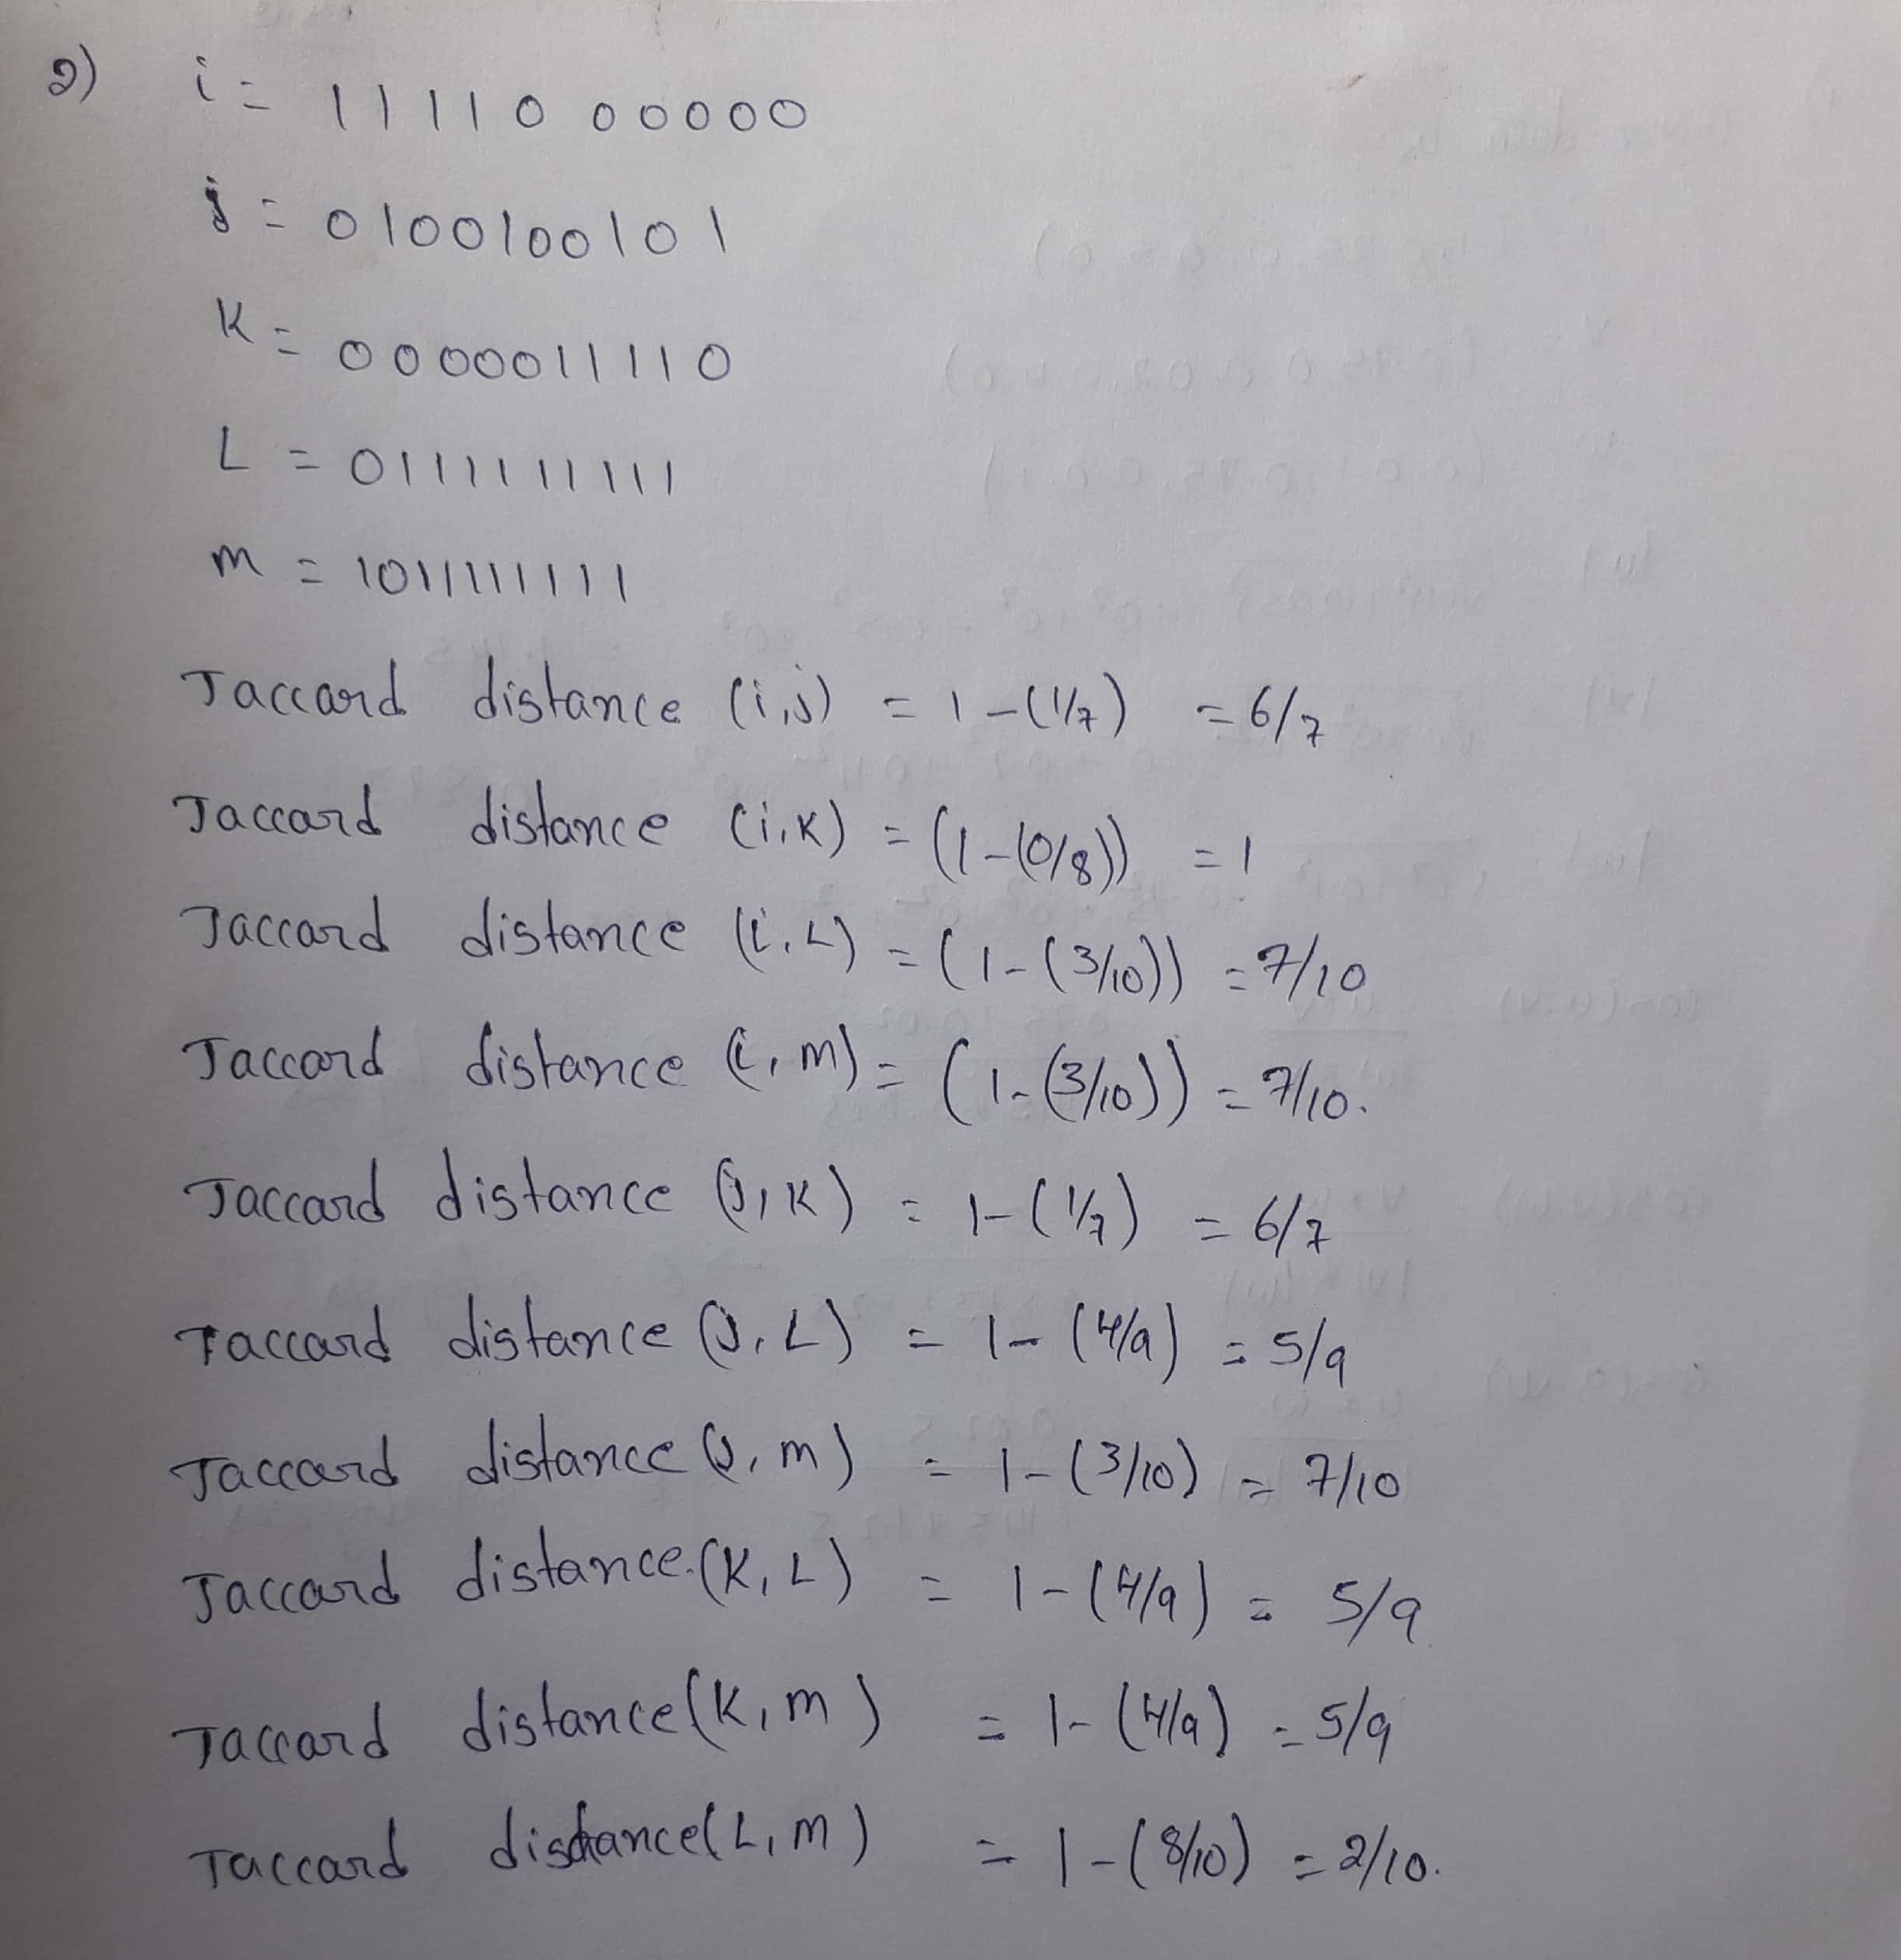 2) i = 1111000000
j = 0100100101
K = 0000011110
L = 0111111111
m = 1011111111
Jaccard distance (i,j) = 1-(1/7) = 6/7
Jaccard distance (i,K) = (1-(0/8)) = 1
Jaccard distance (i,L) = (1-(3/10)) = 7/10
Jaccard distance (i,m) = (1-(3/10)) = 7/10.
Jaccard distance (j,K) = 1-(1/7) = 6/7
Jaccard distance (j,L) = 1-(4/9) = 5/9
Jaccard distance (j,m) = 1-(3/10) = 7/10
Jaccard distance (K,L) = 1-(4/9) = 5/9
Jaccard distance (K,m) = 1-(4/9) = 5/9
Jaccard distance (L,m) = 1-(8/10) = 2/10.